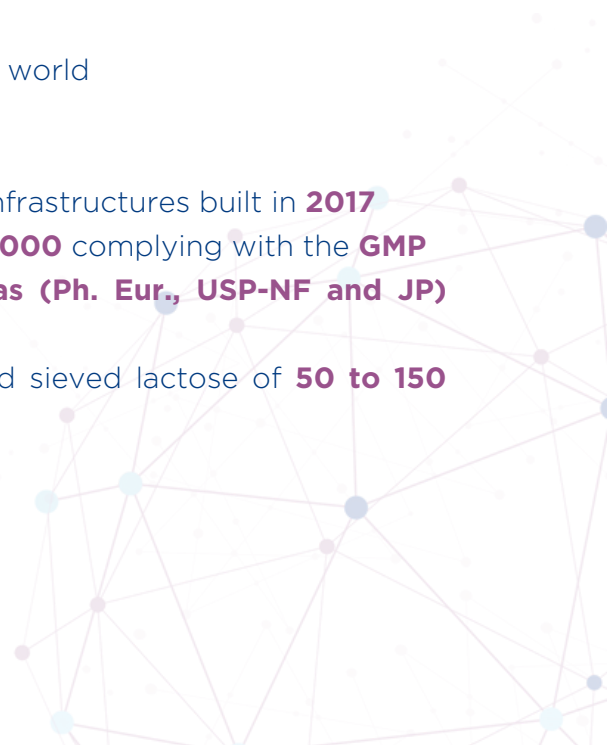 world
nfrastructures built in 2017
000 complying with the GMP
as (Ph. Eur., USP-NF and JP)
d sieved lactose of 50 to 150